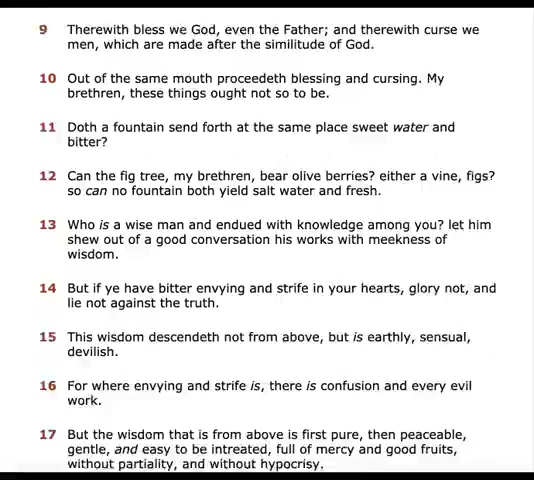 9 Therewith bless we God, even the Father; and therewith curse we
men, which are made after the similitude of God.
10 Out of the same mouth proceedeth blessing and cursing. My
brethren, these things ought not so to be.
11 Doth a fountain send forth at the same place sweet water and
bitter?
12 Can the fig tree, my brethren, bear olive berries? either a vine, figs?
so can no fountain both yield salt water and fresh.
13 Who is a wise man and endued with knowledge among you? let him
shew out of a good conversation his works with meekness of
wisdom.
14 But if ye have bitter envying and strife in your hearts, glory not, and
lie not against the truth.
15 This wisdom descendeth not from above, but is earthly, sensual,
devilish.
16 For where envying and strife is, there is confusion and every evil
work.
17 But the wisdom that is from above is first pure, then peaceable,
gentle, and easy to be intreated, full of mercy and good fruits,
without partiality, and without hypocrisy.